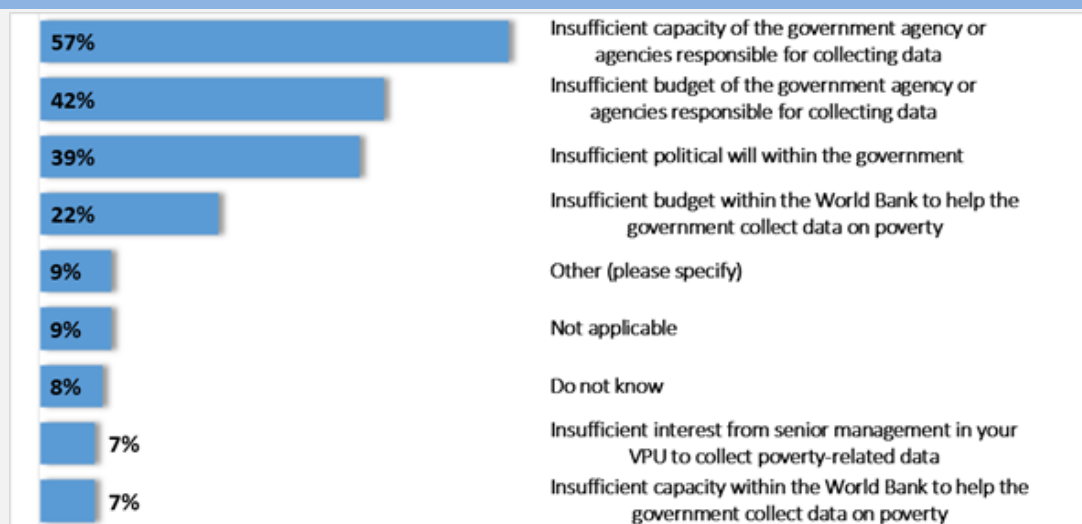 57%
Insufficient capacity of the government agency or
agencies responsible for collecting data
42%
Insufficient budget of the government agency or
agencies responsible for collecting data
39%
Insufficient political will within the government
22%
Insufficient budget within the World Bank to help the
government collect data on poverty
9%
Other (please specify)
9%
Not applicable
8%
Do not know
7%
Insufficient interest from senior management in your
VPU to collect poverty-related data
7%
Insufficient capacity within the World Bank to help the
government collect data on poverty